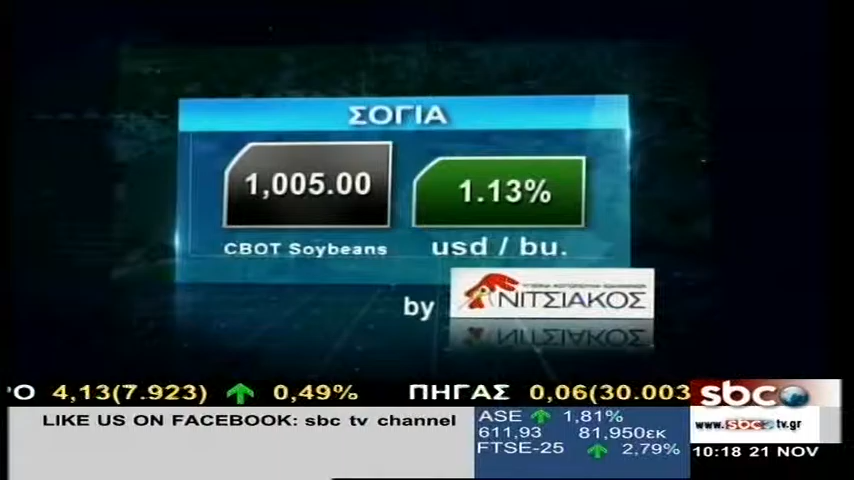 ΣΟΓΙΑ
1,005.00
1.13%
CBOT Soybeans
usd / bu.
by
ΝΙΤΣΙΑΚΟΣ
Ο 4,13(7.923) 0,49% ΠΗΓΑΣ 0,06(30.003
sbc
LIKE US ON FACEBOOK: sbc tv channel
ASE 1,81%
611,93 81,950εκ
FTSE-25 2,79%
www.sbctv.gr
10:18 21 NOV